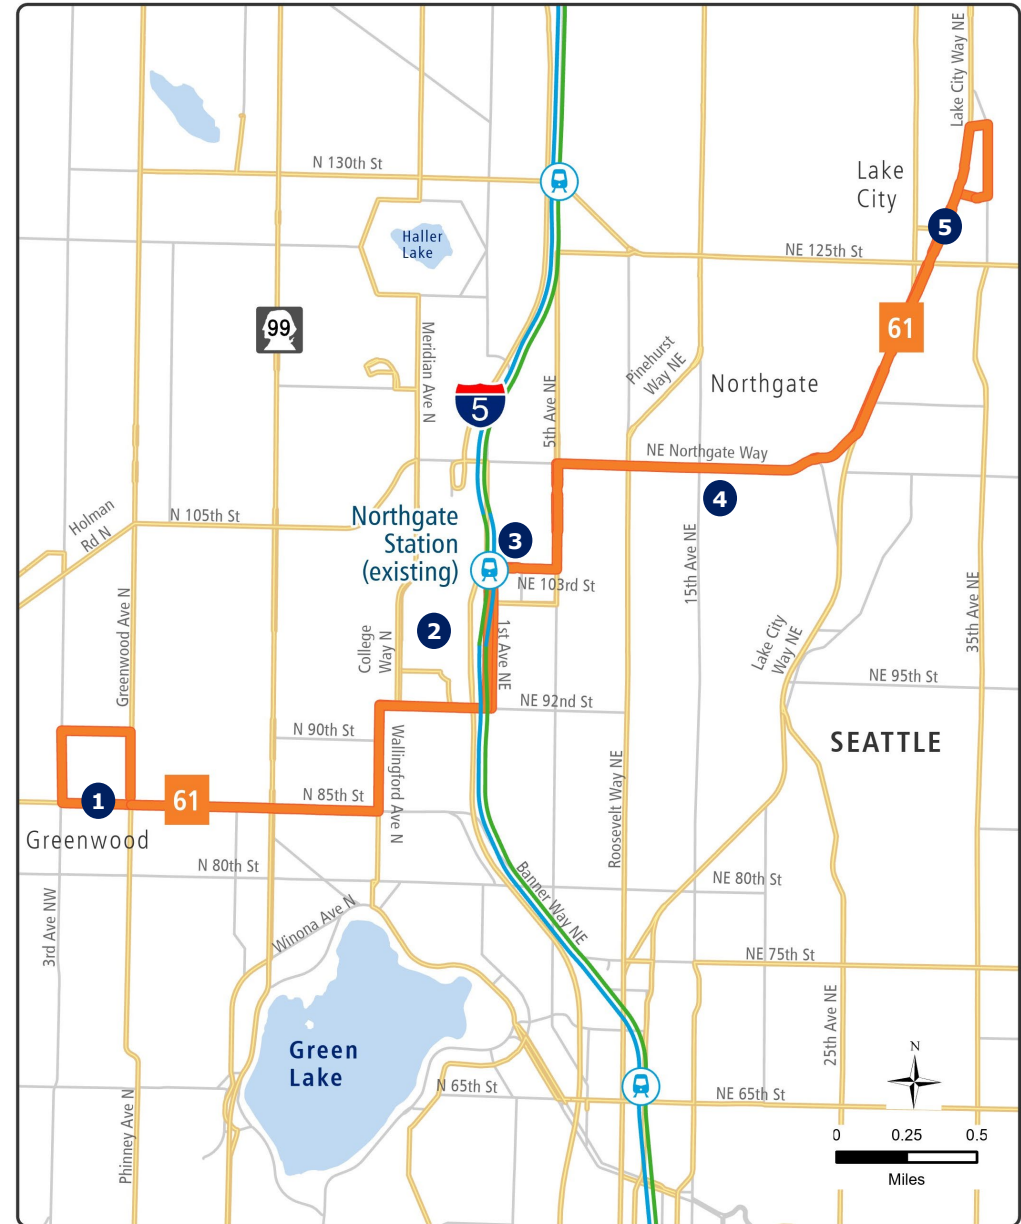 Lake City Way NE
N 130th St
Lake
City
5
Haller
Lake
NE 125th St
99
61
Meridian Ave N
Pinehurst
Way NE
Northgate
5
5th Ave NE
NE Northgate Way
4
Holman
Rd N
N 105th St
Northgate
Station
(existing)
3
NE 103rd St
15th Ave NE
35th Ave NE
Greenwood Ave N
College
Way N
2
1st Ave NE
Lake City
Way NE
NE 95th St
NE 92nd St
N 90th St
Wallingford Ave N
SEATTLE
1
61
N 85th St
Greenwood
Roosevelt Way NE
N 80th St
Banner Way NE
NE 80th St
3rd Ave NW
Winona Ave N
NE 75th St
25th Ave NE
Green
Lake
N
N 65th St
NE 65th St
Phinney Ave N
0 0.25 0.5
Miles